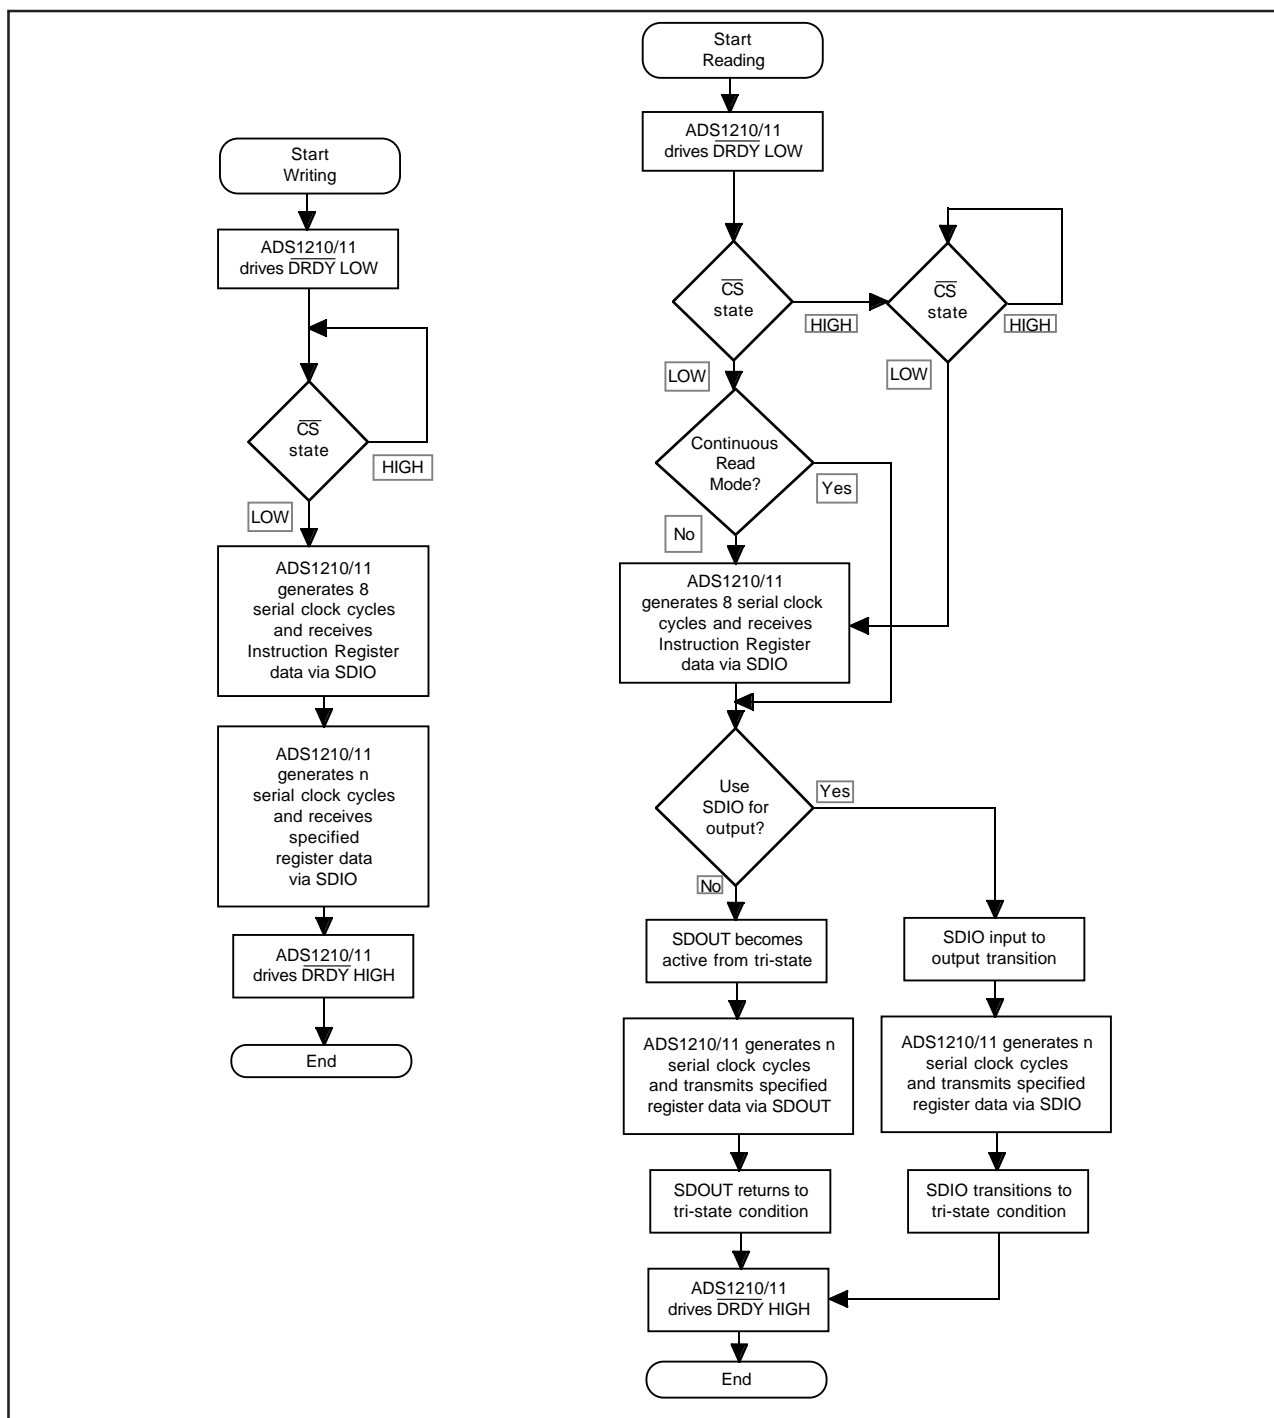 Start
Writing
ADS1210/11
drives DRDY LOW
CS
state
HIGH
LOW
ADS1210/11
generates 8
serial clock cycles
and receives
Instruction Register
data via SDIO
ADS1210/11
generates n
serial clock cycles
and receives
specified
register data
via SDIO
ADS1210/11
drives DRDY HIGH
End
Start
Reading
ADS1210/11
drives DRDY LOW
CS
state
HIGH
LOW
CS
state
HIGH
LOW
Continuous
Read
Mode?
Yes
No
ADS1210/11
generates 8 serial clock
cycles and receives
Instruction Register
data via SDIO
Use
SDIO for
output?
Yes
No
SDOUT becomes
active from tri-state
ADS1210/11 generates n
serial clock cycles
and transmits specified
register data via SDOUT
SDOUT returns to
tri-state condition
SDIO input to
output transition
ADS1210/11 generates n
serial clock cycles
and transmits specified
register data via SDIO
SDIO transitions to
tri-state condition
ADS1210/11
drives DRDY HIGH
End